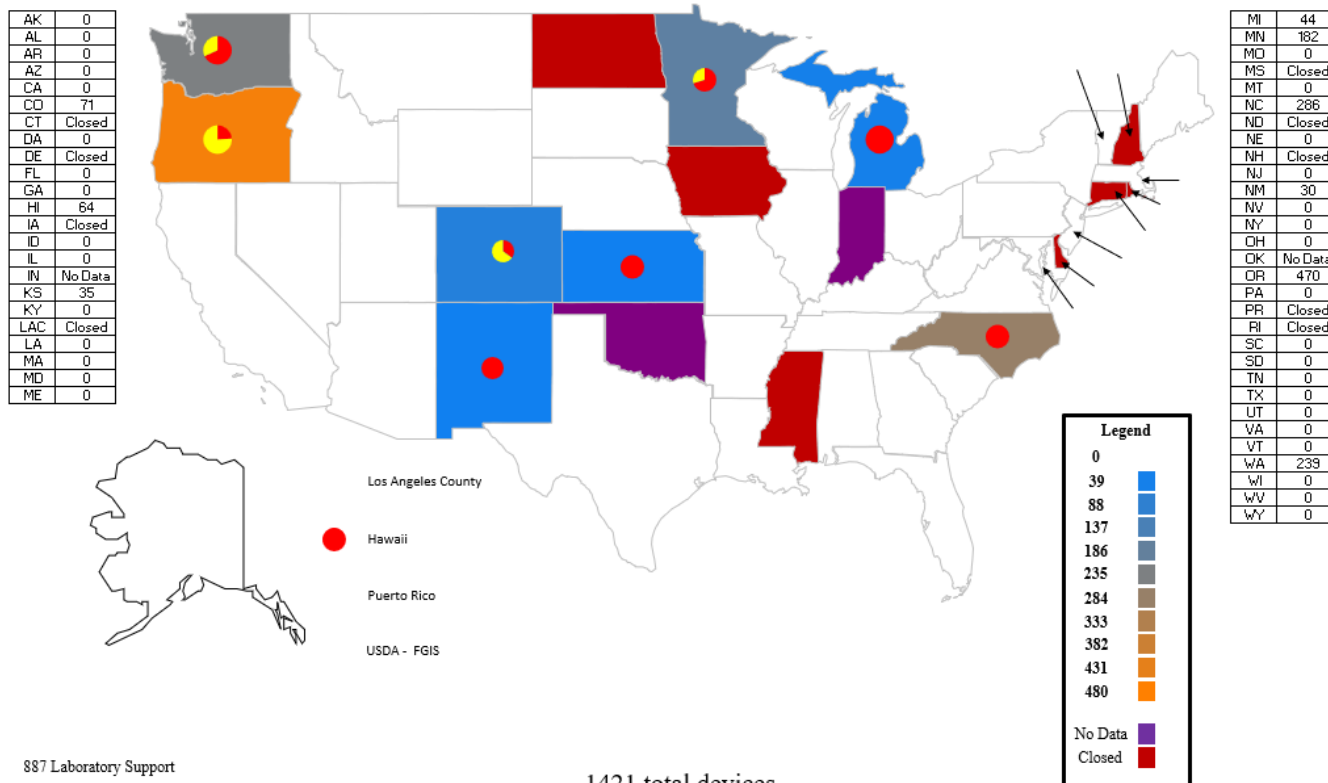 AK 0
AL 0
AR 0
AZ 0
CA 0
CO 71
CT Closed
DA 0
DE Closed
FL 0
GA 0
HI 64
IA Closed
ID 0
IL 0
IN No Data
KS 35
KY 0
LAC Closed
LA 0
MA 0
MD 0
ME 0
MI 44
MN 182
MO 0
MS Closed
MT 0
NC 286
ND Closed
NE 0
NH Closed
NJ 0
NM 30
NV 0
NY 0
OH 0
OK No Data
OR 470
PA 0
PR Closed
RI Closed
SC 0
SD 0
TN 0
TX 0
UT 0
VA 0
VT 0
WA 239
WI 0
WV 0
WY 0
Los Angeles County
Hawaii
Puerto Rico
USDA - FGIS
Legend
0
39
88
137
186
235
284
333
382
431
480
No Data
Closed
887 Laboratory Support
1421 total devices